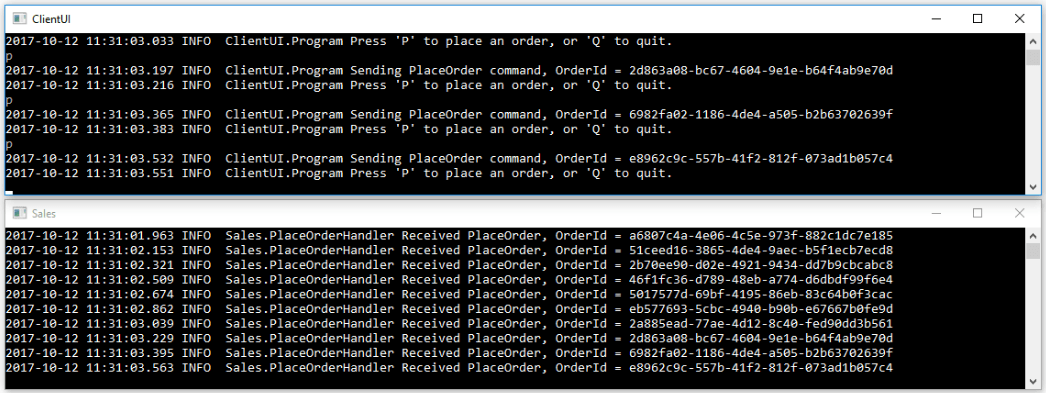 ClientUI
2017-10-12 11:31:03.033 INFO  ClientUI.Program Press 'P' to place an order, or 'Q' to quit.
p
2017-10-12 11:31:03.197 INFO  ClientUI.Program Sending PlaceOrder command, OrderId = 2d863a08-bc67-4604-9e1e-b64f4ab9e70d
2017-10-12 11:31:03.216 INFO  ClientUI.Program Press 'P' to place an order, or 'Q' to quit.
p
2017-10-12 11:31:03.365 INFO  ClientUI.Program Sending PlaceOrder command, OrderId = 6982fa02-1186-4de4-a505-b2b63702639f
2017-10-12 11:31:03.383 INFO  ClientUI.Program Press 'P' to place an order, or 'Q' to quit.
p
2017-10-12 11:31:03.532 INFO  ClientUI.Program Sending PlaceOrder command, OrderId = e8962c9c-557b-41f2-812f-073ad1b057c4
2017-10-12 11:31:03.551 INFO  ClientUI.Program Press 'P' to place an order, or 'Q' to quit.
Sales
2017-10-12 11:31:01.963 INFO  Sales.PlaceOrderHandler Received PlaceOrder, OrderId = a6807c4a-4e06-4c5e-973f-882c1dc7e185
2017-10-12 11:31:02.153 INFO  Sales.PlaceOrderHandler Received PlaceOrder, OrderId = 51ceed16-3865-4de4-9aec-b5f1ecb7ecd8
2017-10-12 11:31:02.321 INFO  Sales.PlaceOrderHandler Received PlaceOrder, OrderId = 2b70ee90-d02e-4921-9434-dd7b9cbcabc8
2017-10-12 11:31:02.509 INFO  Sales.PlaceOrderHandler Received PlaceOrder, OrderId = 46f1fc36-d789-48eb-a774-d6dbdf99f6e4
2017-10-12 11:31:02.674 INFO  Sales.PlaceOrderHandler Received PlaceOrder, OrderId = 5017577d-69bf-4195-86eb-83c64b0f3cac
2017-10-12 11:31:02.862 INFO  Sales.PlaceOrderHandler Received PlaceOrder, OrderId = eb577693-5cbc-4940-b90b-e67667b0fe9d
2017-10-12 11:31:03.039 INFO  Sales.PlaceOrderHandler Received PlaceOrder, OrderId = 2a885ead-77ae-4d12-8c40-fed90dd3b561
2017-10-12 11:31:03.229 INFO  Sales.PlaceOrderHandler Received PlaceOrder, OrderId = 2d863a08-bc67-4604-9e1e-b64f4ab9e70d
2017-10-12 11:31:03.395 INFO  Sales.PlaceOrderHandler Received PlaceOrder, OrderId = 6982fa02-1186-4de4-a505-b2b63702639f
2017-10-12 11:31:03.563 INFO  Sales.PlaceOrderHandler Received PlaceOrder, OrderId = e8962c9c-557b-41f2-812f-073ad1b057c4